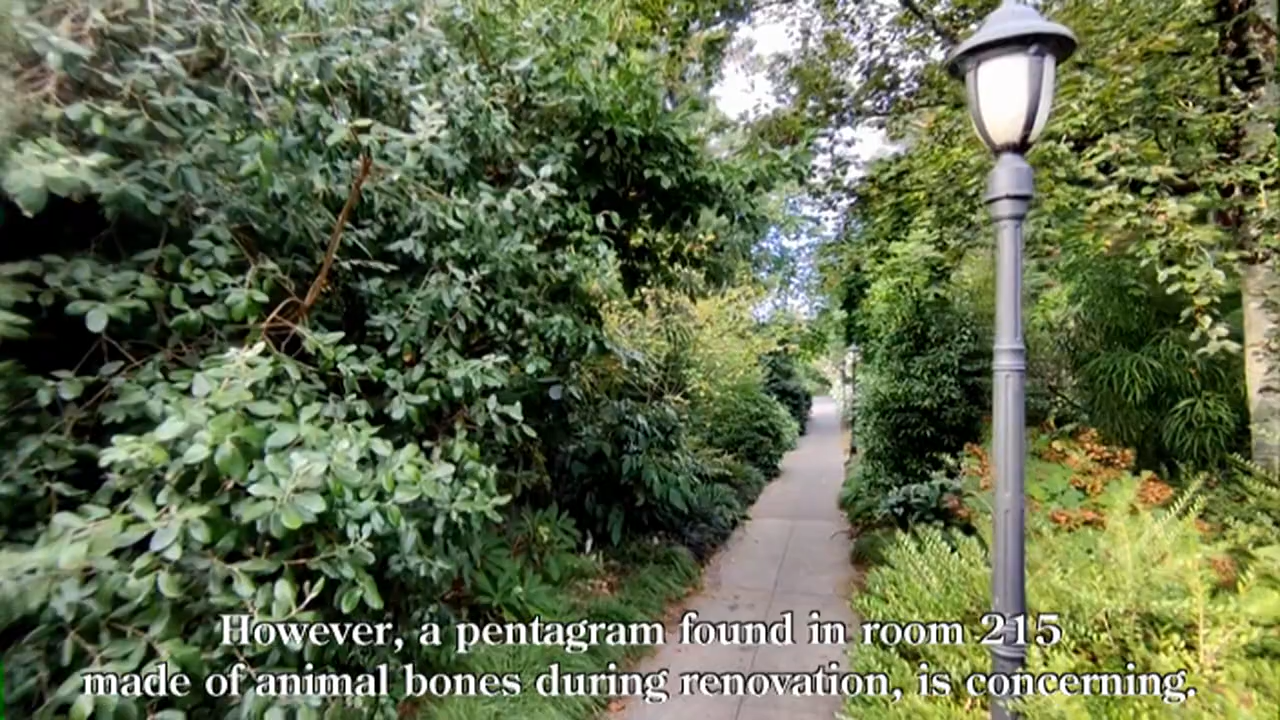 However, a pentagram found in room 215
made of animal bones during renovation, is concerning.